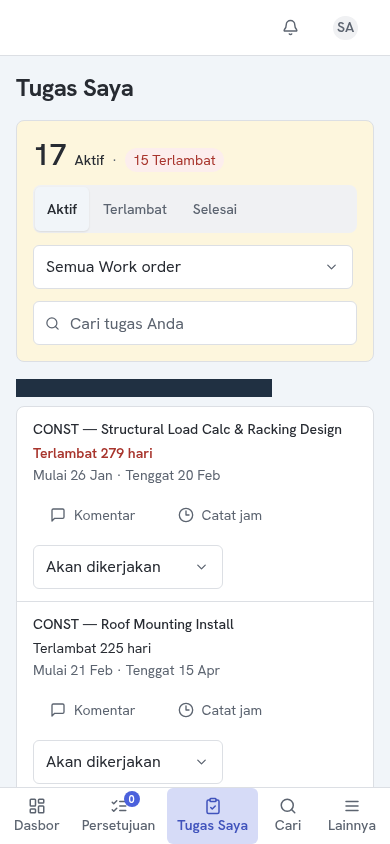 SA
Tugas Saya
17 Aktif · 15 Terlambat
Aktif Terlambat Selesai
Semua Work order
Cari tugas Anda
CONST — Structural Load Calc & Racking Design
Terlambat 279 hari
Mulai 26 Jan · Tenggat 20 Feb
Komentar Catat jam
Akan dikerjakan
CONST — Roof Mounting Install
Terlambat 225 hari
Mulai 21 Feb · Tenggat 15 Apr
Komentar Catat jam
Akan dikerjakan
0
Dasbor Persetujuan Tugas Saya Cari Lainnya